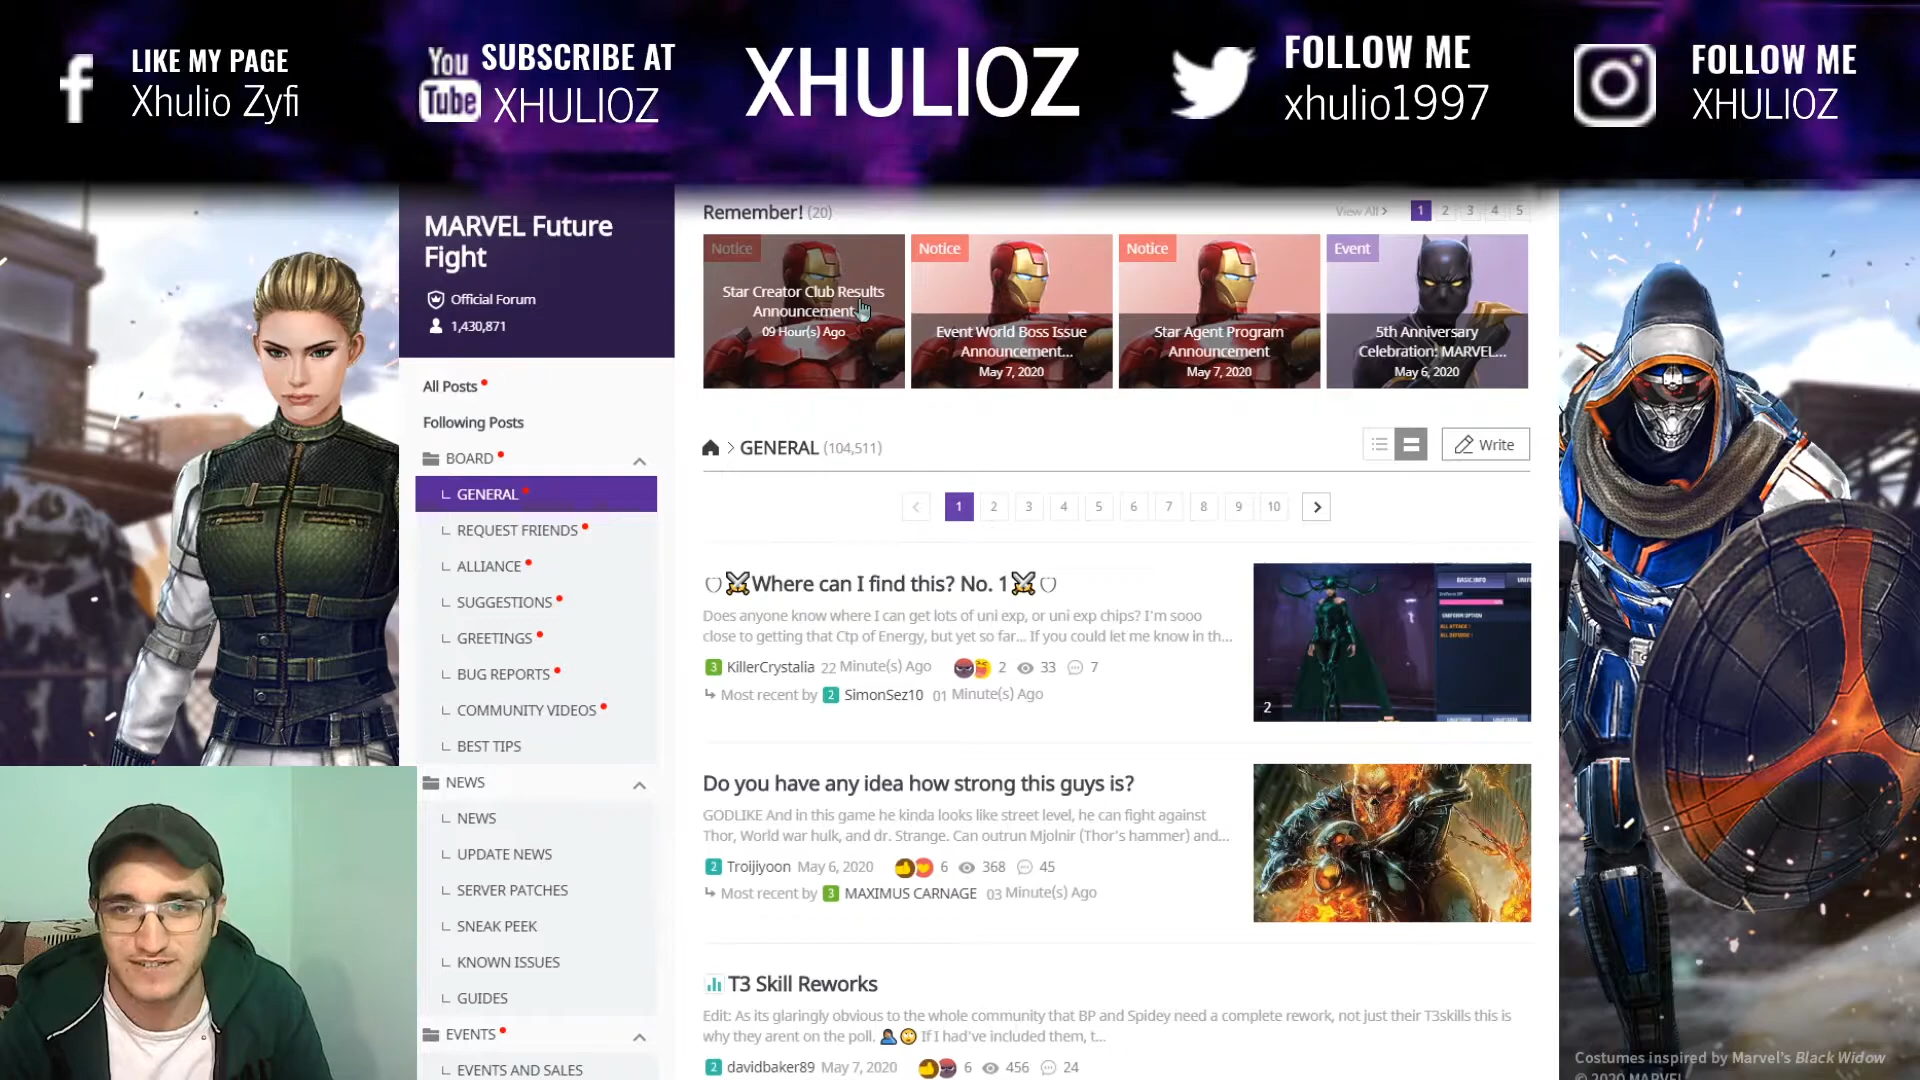 LIKE MY PAGE
Xhulio Zyfi
You
Tube
SUBSCRIBE AT
XHULIOZ
XHULIOZ
FOLLOW ME
xhulio1997
FOLLOW ME
XHULIOZ
MARVEL Future
Fight
Official Forum
1,430,871
All Posts
Following Posts
BOARD
GENERAL
REQUEST FRIENDS
ALLIANCE
SUGGESTIONS
GREETINGS
BUG REPORTS
COMMUNITY VIDEOS
BEST TIPS
NEWS
NEWS
UPDATE NEWS
SERVER PATCHES
SNEAK PEEK
KNOWN ISSUES
GUIDES
EVENTS
EVENTS AND SALES
Remember! (20)
View All >
1 2 3 4 5
Notice
Star Creator Club Results
Announcement
09 Hour(s) Ago
Notice
Event World Boss Issue
Announcement...
May 7, 2020
Notice
Star Agent Program
Announcement
May 7, 2020
Event
5th Anniversary
Celebration: MARVEL...
May 6, 2020
> GENERAL (104,511)
Write
< 1 2 3 4 5 6 7 8 9 10 >
Where can I find this? No. 1
Does anyone know where I can get lots of uni exp, or uni exp chips? I'm sooo
close to getting that Ctp of Energy, but yet so far... If you could let me know in th...
3 KillerCrystalia 22 Minute(s) Ago 2 33 7
Most recent by 2 SimonSez10 01 Minute(s) Ago
BASIC INFO
UNIFORM OPTION
ALL ATTACK
ALL DEFENSE
2
Do you have any idea how strong this guys is?
GODLIKE And in this game he kinda looks like street level, he can fight against
Thor, World war hulk, and dr. Strange. Can outrun Mjolnir (Thor's hammer) and...
2 Troijiyoon May 6, 2020 6 368 45
Most recent by 3 MAXIMUS CARNAGE 03 Minute(s) Ago
T3 Skill Reworks
Edit: As its glaringly obvious to the whole community that BP and Spidey need a complete rework, not just their T3skills this is
why they arent on the poll. If I had've included them, t...
2 davidbaker89 May 7, 2020 6 456 24
Costumes inspired by Marvel's Black Widow
© 2020 MARVEL